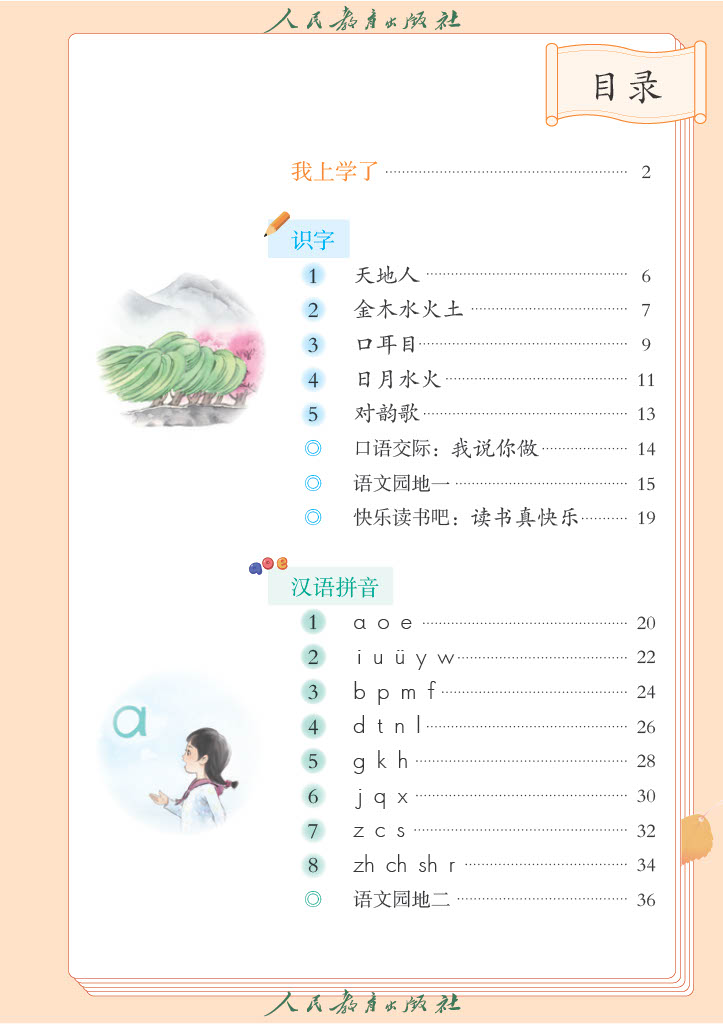 人民教育出版社
目录
我上学了 2
识字
1 天地人 6
2 金木水火土 7
3 口耳目 9
4 日月水火 11
5 对韵歌 13
◎ 口语交际：我说你做 14
◎ 语文园地一 15
◎ 快乐读书吧：读书真快乐 19
aoe
汉语拼音
1 a o e 20
2 i u ü y w 22
3 b p m f 24
a
4 d t n l 26
5 g k h 28
6 j q x 30
7 z c s 32
8 zh ch sh r 34
◎ 语文园地二 36
人民教育出版社